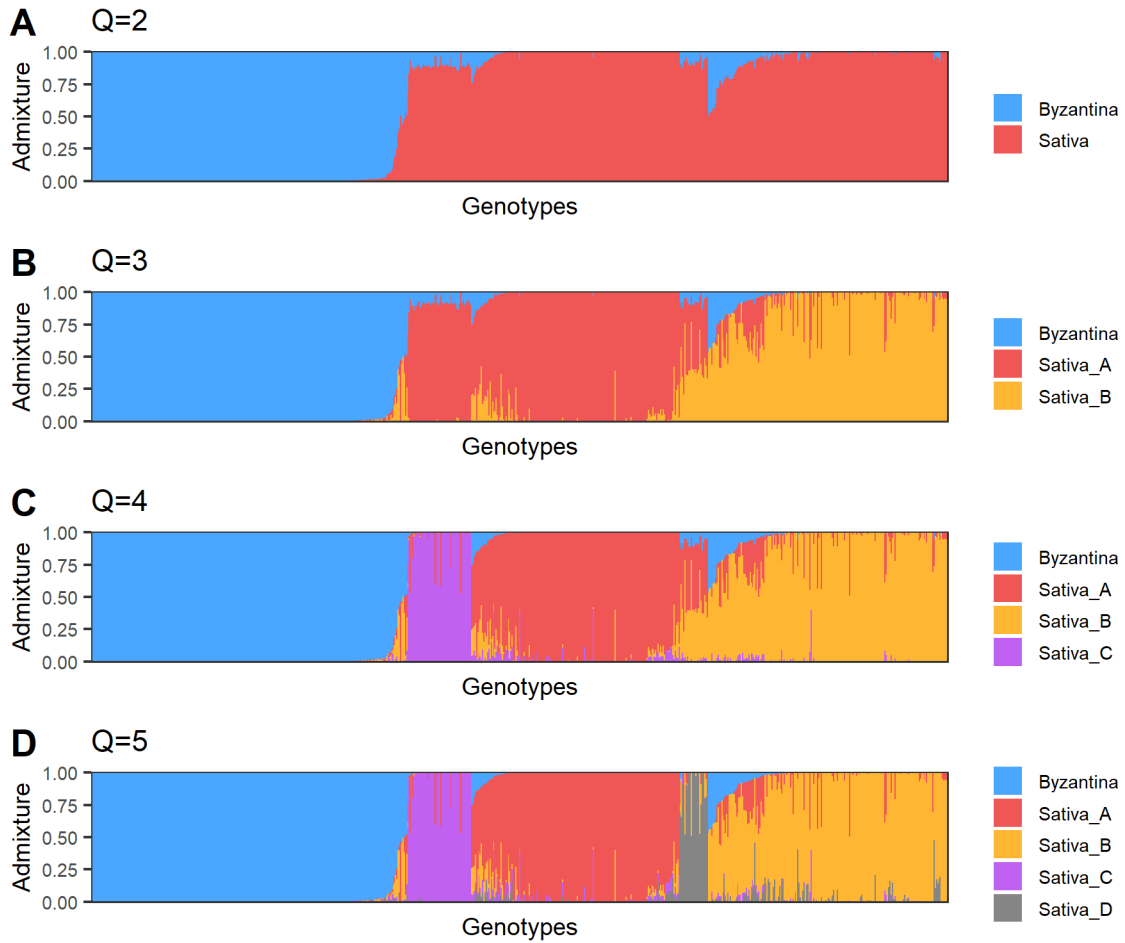 A Q=2
1.00
0.75
0.50
0.25
0.00
Admixture
Genotypes
Byzantina
Sativa
B Q=3
1.00
0.75
0.50
0.25
0.00
Admixture
Genotypes
Byzantina
Sativa_A
Sativa_B
C Q=4
1.00
0.75
0.50
0.25
0.00
Admixture
Genotypes
Byzantina
Sativa_A
Sativa_B
Sativa_C
D Q=5
1.00
0.75
0.50
0.25
0.00
Admixture
Genotypes
Byzantina
Sativa_A
Sativa_B
Sativa_C
Sativa_D